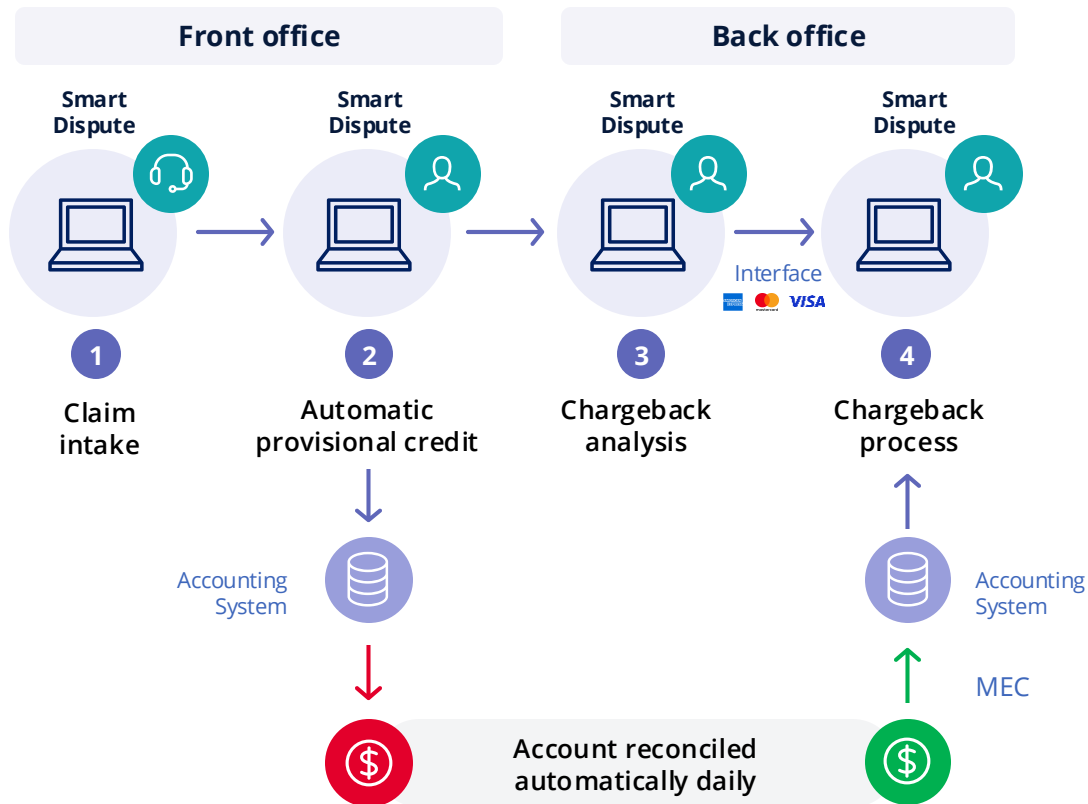 Front office
Back office
Smart
Dispute
Smart
Dispute
Smart
Dispute
Smart
Dispute
Interface
mastercard
VISA
1
2
3
4
Claim
intake
Automatic
provisional credit
Chargeback
analysis
Chargeback
process
Accounting
System
Accounting
System
MEC
$
Account reconciled
automatically daily
$